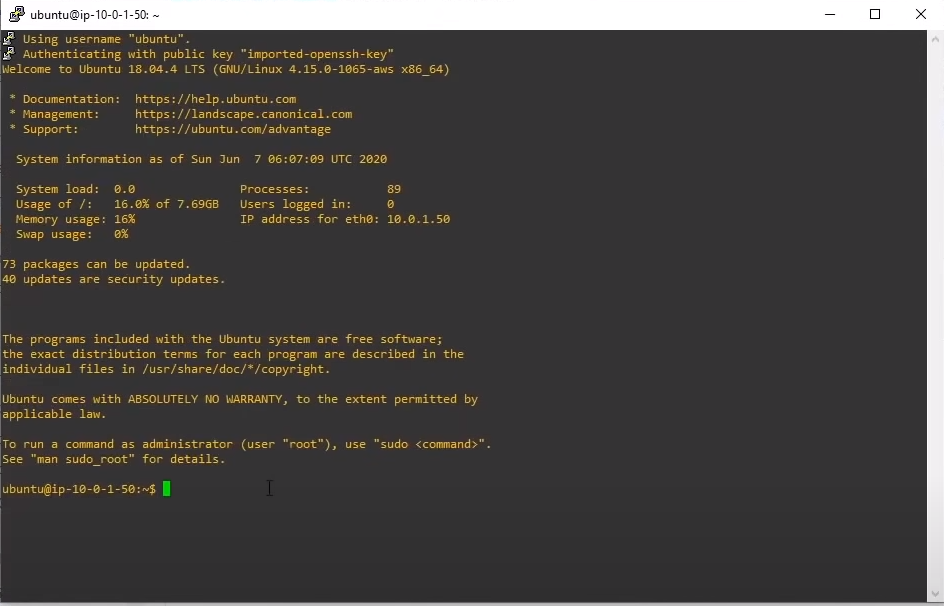 ubuntu@ip-10-0-1-50: ~
Using username "ubuntu".
Authenticating with public key "imported-openssh-key"
Welcome to Ubuntu 18.04.4 LTS (GNU/Linux 4.15.0-1065-aws x86_64)
* Documentation:  https://help.ubuntu.com
* Management:     https://landscape.canonical.com
* Support:        https://ubuntu.com/advantage
System information as of Sun Jun  7 06:07:09 UTC 2020
System load:  0.0               Processes:           89
Usage of /:   16.0% of 7.69GB   Users logged in:     0
Memory usage: 16%               IP address for eth0: 10.0.1.50
Swap usage:   0%
73 packages can be updated.
40 updates are security updates.
The programs included with the Ubuntu system are free software;
the exact distribution terms for each program are described in the
individual files in /usr/share/doc/*/copyright.
Ubuntu comes with ABSOLUTELY NO WARRANTY, to the extent permitted by
applicable law.
To run a command as administrator (user "root"), use "sudo <command>".
See "man sudo_root" for details.
ubuntu@ip-10-0-1-50:~$